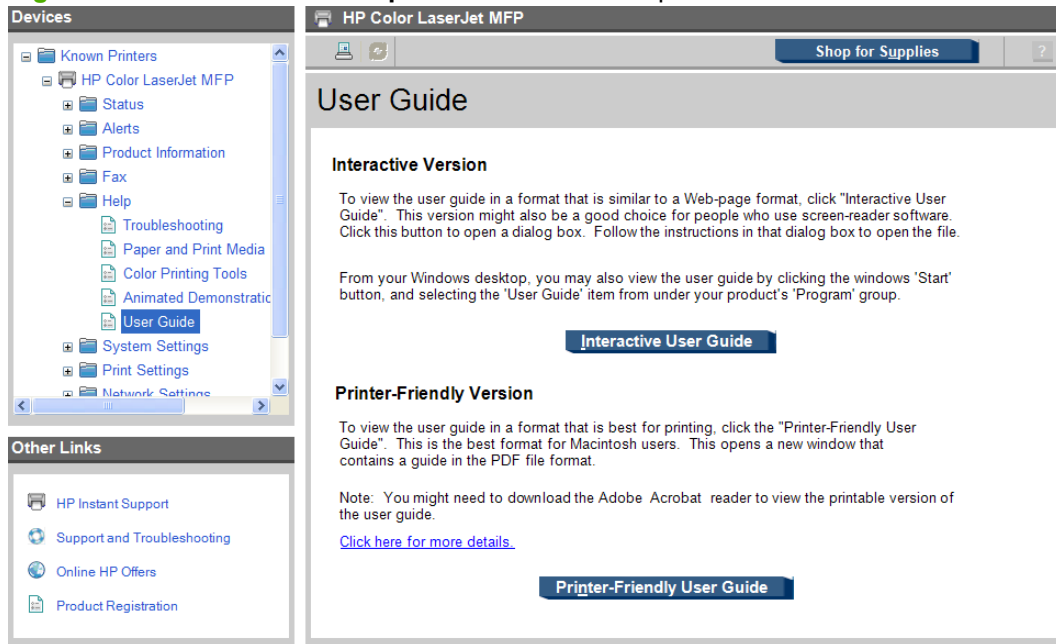 Devices
Known Printers
HP Color LaserJet MFP
Status
Alerts
Product Information
Fax
Help
Troubleshooting
Paper and Print Media
Color Printing Tools
Animated Demonstratic
User Guide
System Settings
Print Settings
Network Settings
Other Links
HP Instant Support
Support and Troubleshooting
Online HP Offers
Product Registration
HP Color LaserJet MFP
Shop for Supplies
?
User Guide
Interactive Version
To view the user guide in a format that is similar to a Web-page format, click "Interactive User
Guide". This version might also be a good choice for people who use screen-reader software.
Click this button to open a dialog box. Follow the instructions in that dialog box to open the file.
From your Windows desktop, you may also view the user guide by clicking the windows 'Start'
button, and selecting the 'User Guide' item from under your product's 'Program' group.
Interactive User Guide
Printer-Friendly Version
To view the user guide in a format that is best for printing, click the "Printer-Friendly User
Guide". This is the best format for Macintosh users. This opens a new window that
contains a guide in the PDF file format.
Note: You might need to download the Adobe Acrobat reader to view the printable version of
the user guide.
Click here for more details.
Printer-Friendly User Guide